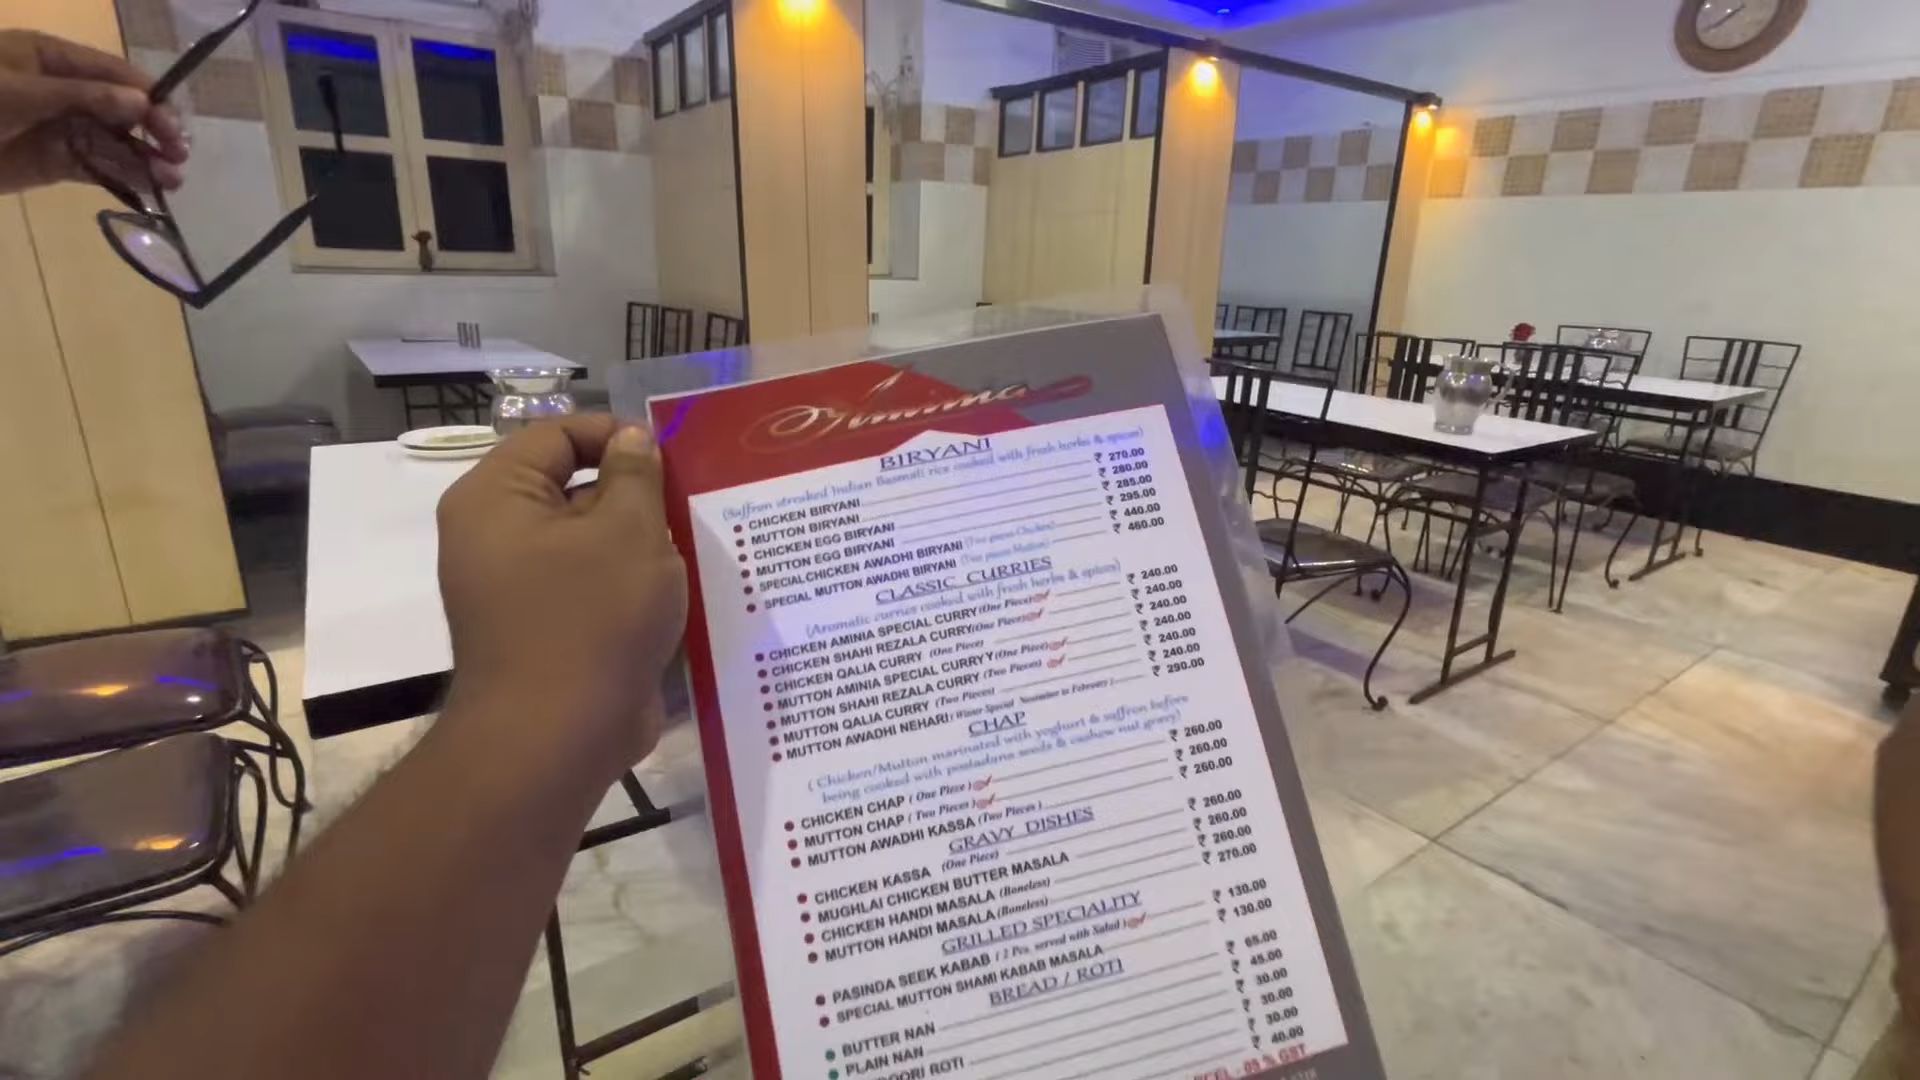 Aminia
BIRYANI
(Saffron streaked Indian Basmati rice cooked with fresh herbs & spices)
CHICKEN BIRYANI ₹ 270.00
MUTTON BIRYANI ₹ 280.00
CHICKEN EGG BIRYANI ₹ 285.00
MUTTON EGG BIRYANI ₹ 295.00
SPECIAL CHICKEN AWADHI BIRYANI (Two pieces Chicken) ₹ 440.00
SPECIAL MUTTON AWADHI BIRYANI (Two pieces Mutton) ₹ 460.00
CLASSIC CURRIES
(Aromatic curries cooked with fresh herbs & spices)
CHICKEN AMINIA SPECIAL CURRY (One Piece) ₹ 240.00
CHICKEN SHAHI REZALA CURRY (One Piece) ₹ 240.00
CHICKEN QALIA CURRY (One Piece) ₹ 240.00
MUTTON AMINIA SPECIAL CURRY (One Piece) ₹ 240.00
MUTTON SHAHI REZALA CURRY (Two Pieces) ₹ 240.00
MUTTON QALIA CURRY (Two Pieces) ₹ 240.00
MUTTON AWADHI NEHARI (Winter Special November to February) ₹ 290.00
CHAP
(Chicken/Mutton marinated with yoghurt & saffron before
being cooked with postadana seeds & cashew nut gravy)
CHICKEN CHAP (One Piece) ₹ 260.00
MUTTON CHAP (Two Pieces) ₹ 260.00
MUTTON AWADHI KASSA (Two Pieces) ₹ 260.00
GRAVY DISHES
CHICKEN KASSA (One Piece) ₹ 260.00
MUGHLAI CHICKEN BUTTER MASALA ₹ 260.00
CHICKEN HANDI MASALA (Boneless) ₹ 260.00
MUTTON HANDI MASALA (Boneless) ₹ 270.00
GRILLED SPECIALITY
PASINDA SEEK KABAB (2 Pcs. served with Salad) ₹ 130.00
SPECIAL MUTTON SHAMI KABAB MASALA ₹ 130.00
BREAD / ROTI
BUTTER NAN ₹ 65.00
PLAIN NAN ₹ 45.00
OORI ROTI ₹ 30.00
₹ 30.00
₹ 30.00
₹ 40.00
GST